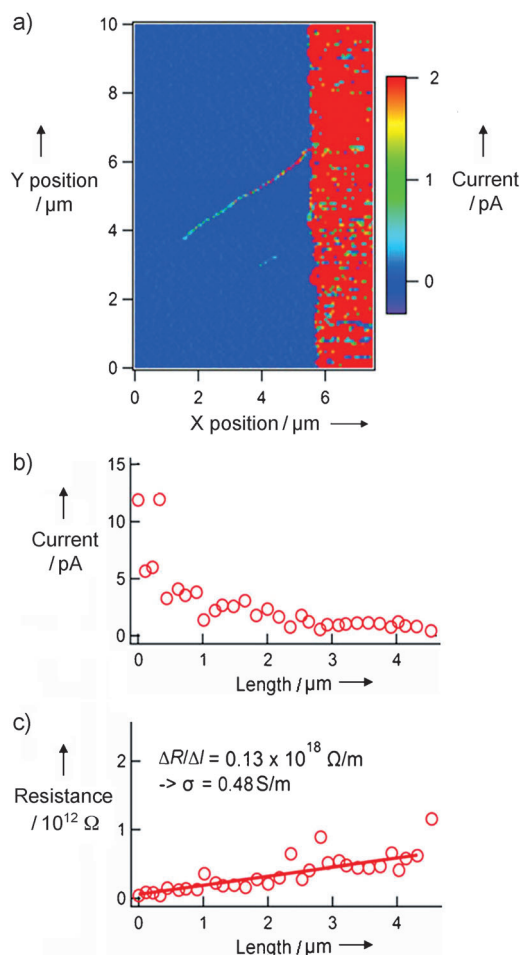 a)
10
8
6
4
2
0
Y position
/ μm
0 2 4 6
X position / μm
2
1
0
Current
/ pA
b)
15
10
5
0
Current
/ pA
0 1 2 3 4
Length / μm
c)
2
1
0
Resistance
/ 10¹² Ω
ΔR/Δl = 0.13 x 10¹⁸ Ω/m
-> σ = 0.48 S/m
0 1 2 3 4
Length / μm